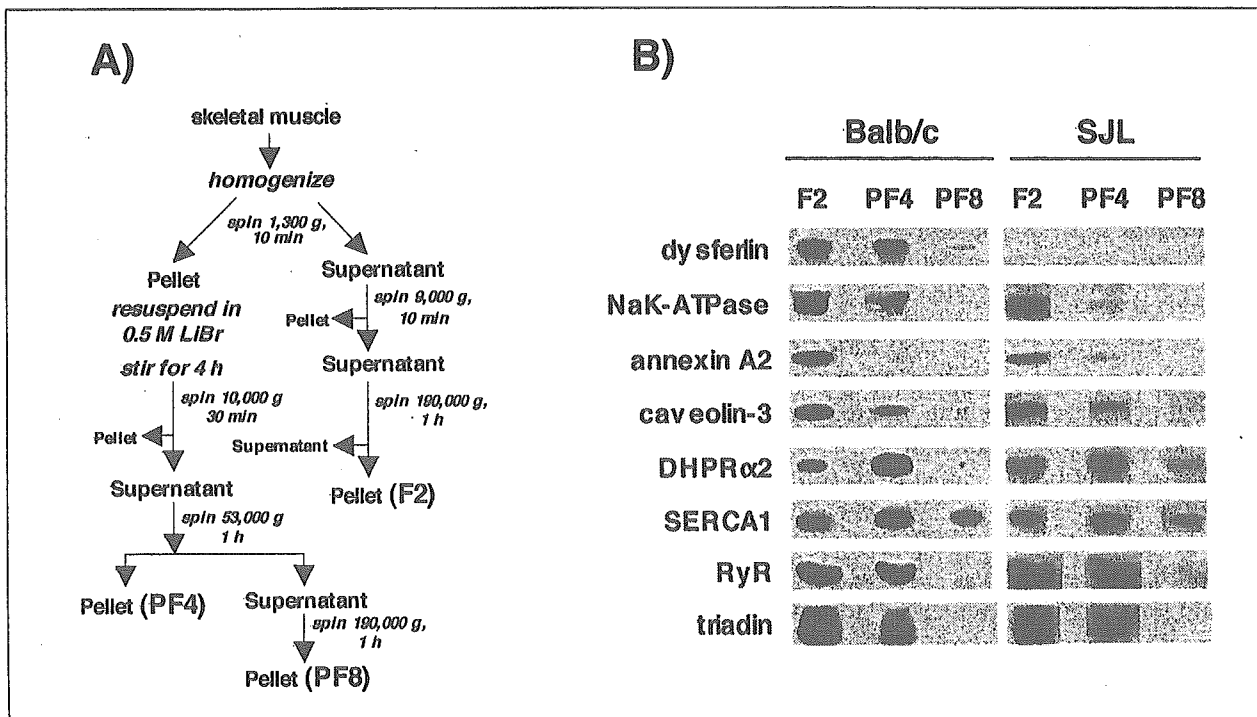 A)
skeletal muscle
homogenize
spin 1,300 g,
10 min
Pellet
resuspend in
0.5 M LiBr
stir for 4 h
spin 10,000 g
30 min
Pellet
Supernatant
spin 53,000 g
1 h
Pellet (PF4)
Supernatant
spin 190,000 g,
1 h
Pellet (PF8)
Supernatant
spin 9,000 g,
10 min
Pellet
Supernatant
spin 190,000 g,
1 h
Supernatant
Pellet (F2)
B)
Balb/c SJL
F2 PF4 PF8 F2 PF4 PF8
dysferlin
NaK-ATPase
annexin A2
caveolin-3
DHPRα2
SERCA1
RyR
triadin